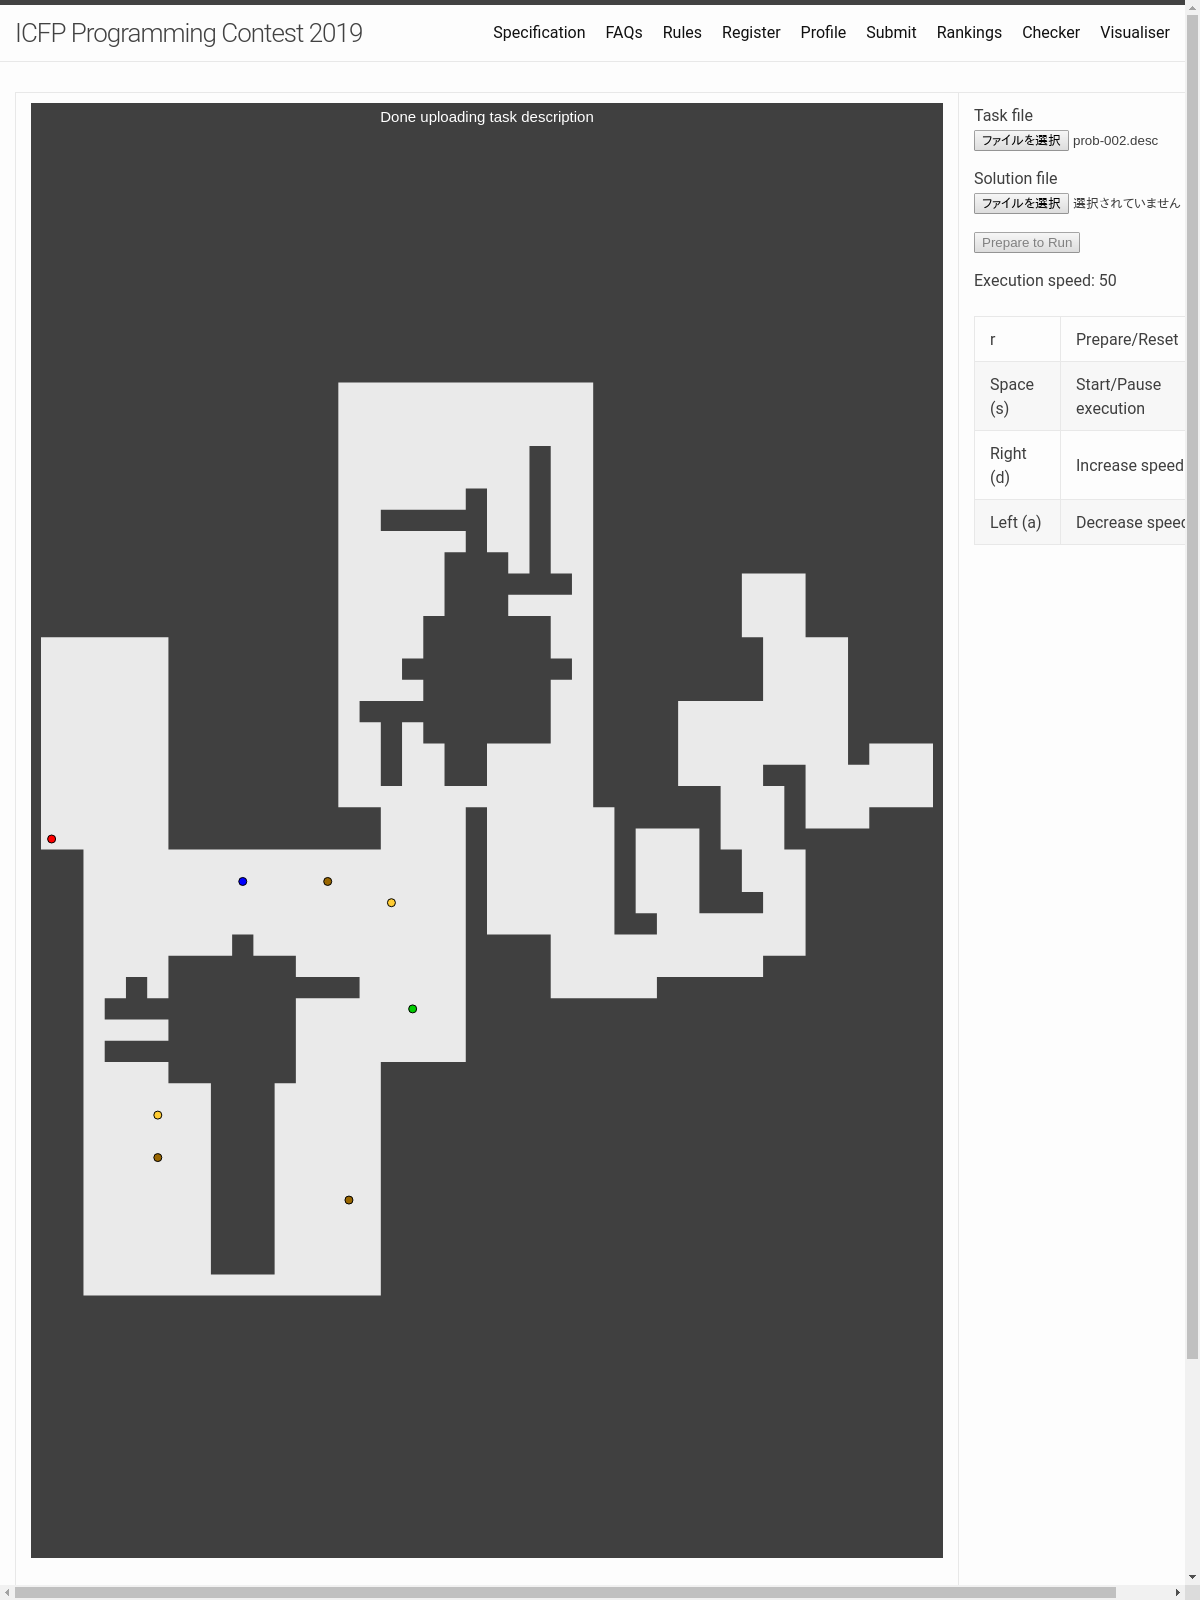 ICFP Programming Contest 2019
Specification FAQs Rules Register Profile Submit Rankings Checker Visualiser
Done uploading task description
Task file
ファイルを選択 prob-002.desc
Solution file
ファイルを選択 選択されていません
Prepare to Run
Execution speed: 50
r Prepare/Reset
Space Start/Pause
(s) execution
Right
(d) Increase speed
Left (a) Decrease speed